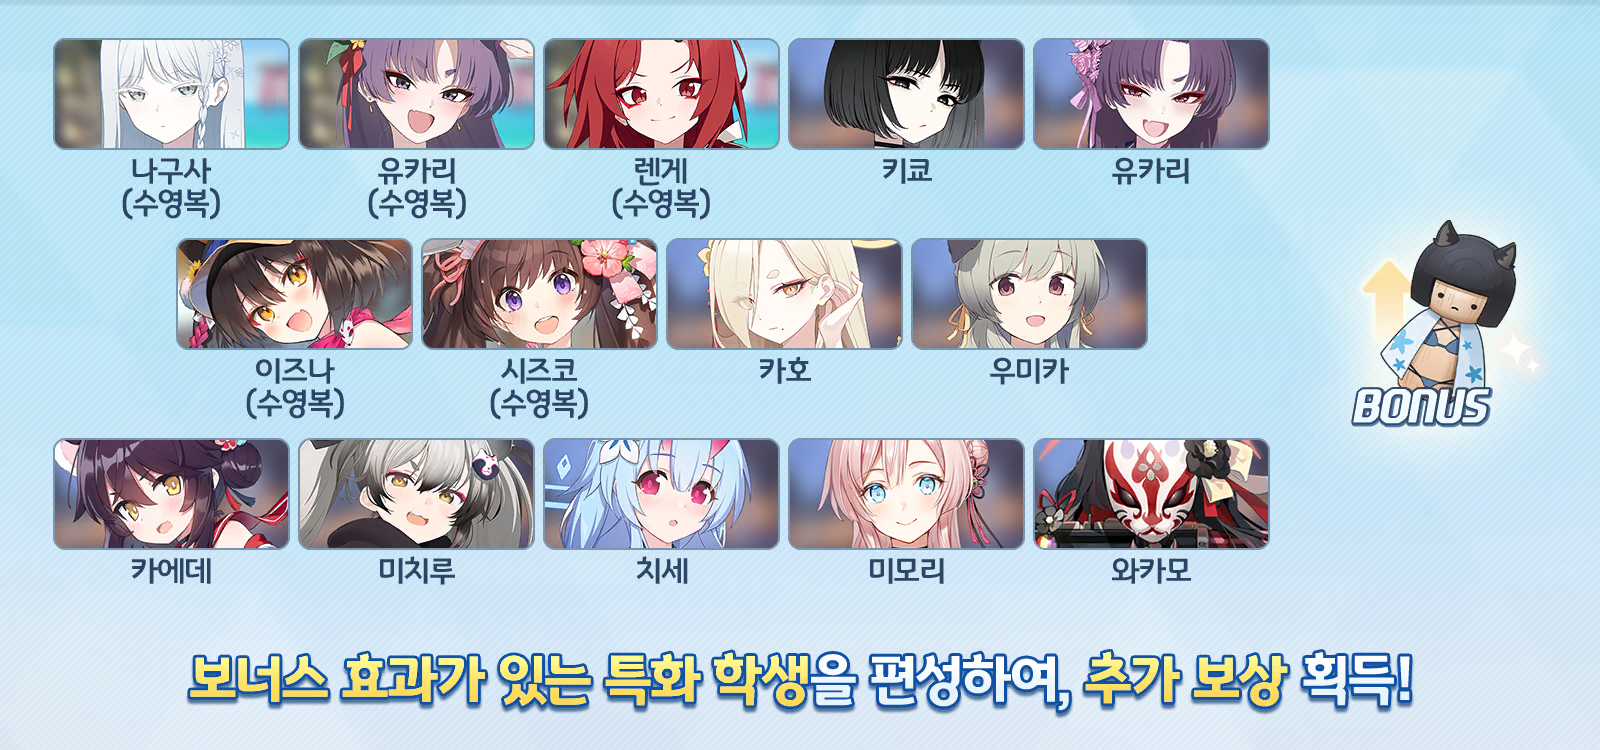 나구사
(수영복)
유카리
(수영복)
렌게
(수영복)
키쿄
유카리
이즈나
(수영복)
시즈코
(수영복)
카호
우미카
BONUS
카에데
미치루
치세
미모리
와카모
보너스 효과가 있는 특화 학생을 편성하여, 추가 보상 획득!